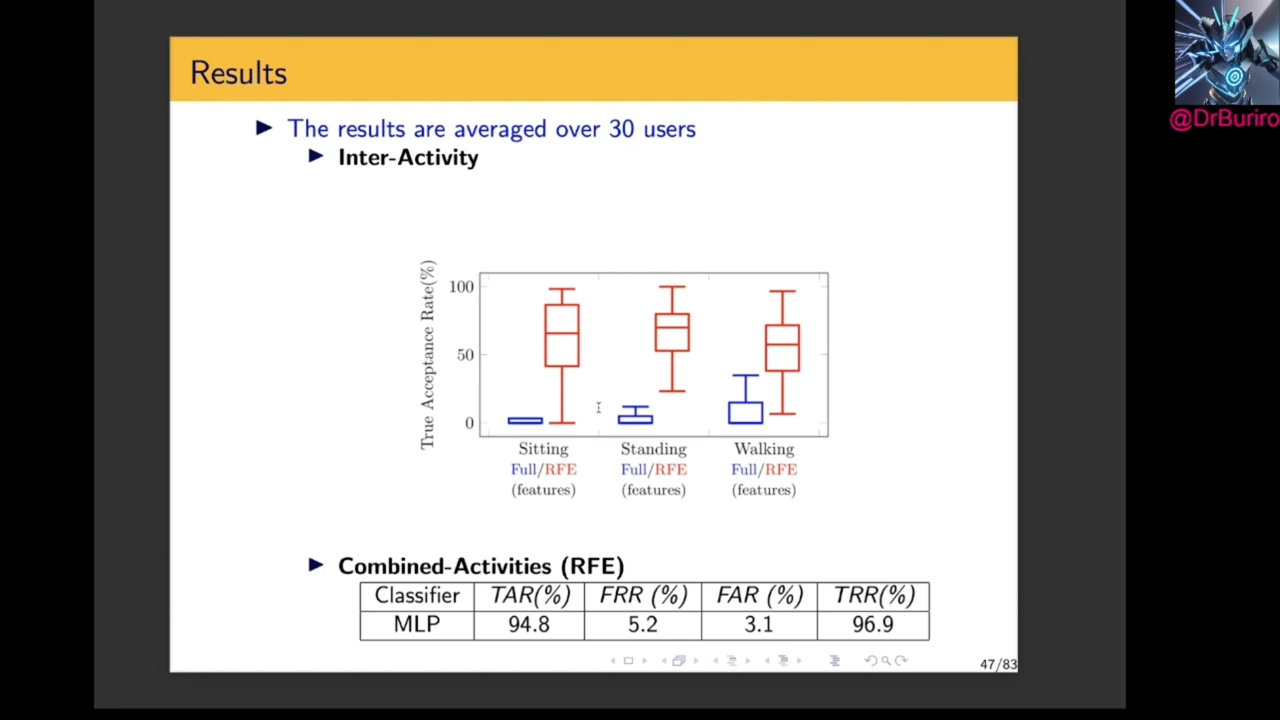 Results
@DrBuriro
▶ The results are averaged over 30 users
▶ Inter-Activity
True Acceptance Rate(%)
100
50
0
Sitting Standing Walking
Full/RFE Full/RFE Full/RFE
(features) (features) (features)
▶ Combined-Activities (RFE)
Classifier TAR(%) FRR (%) FAR (%) TRR(%)
MLP 94.8 5.2 3.1 96.9
47/83